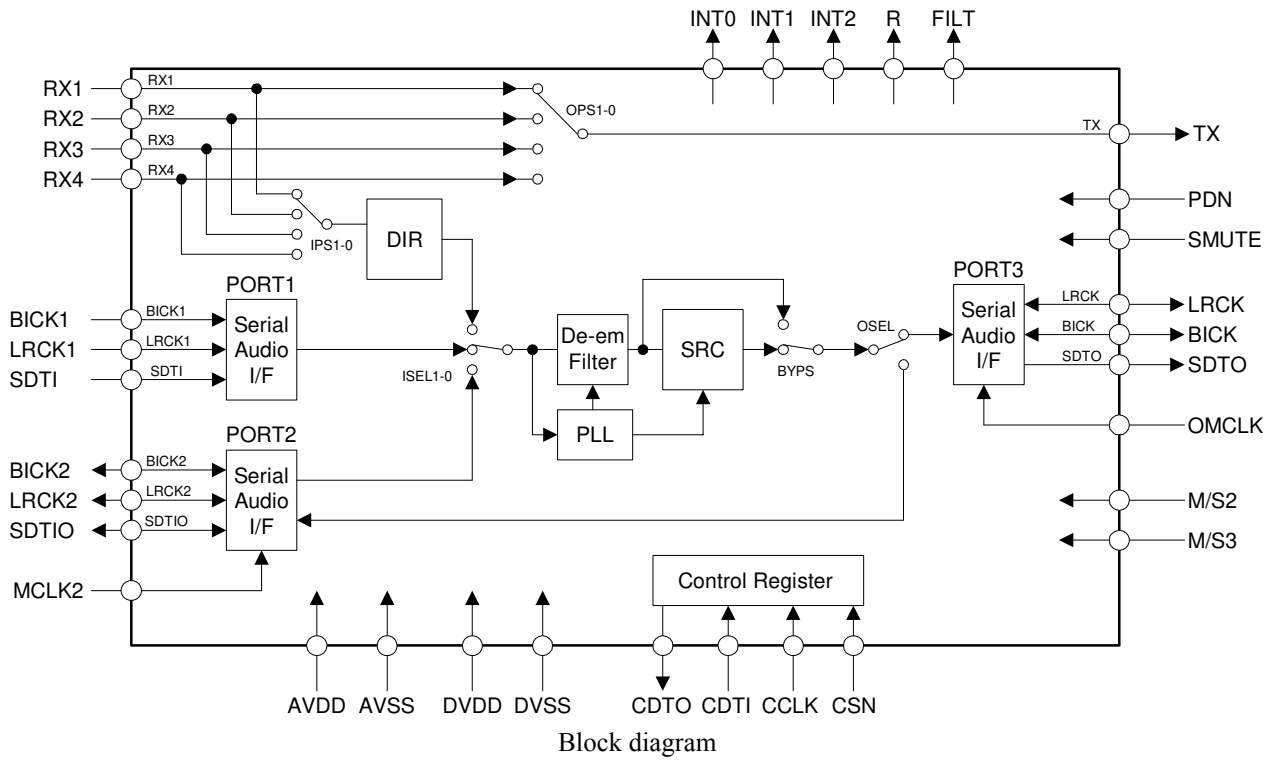 INT0 INT1 INT2 R FILT
RX1 RX1
RX2 RX2
RX3 RX3
RX4 RX4
OPS1-0
TX TX
IPS1-0
DIR
PDN
SMUTE
PORT1
BICK1 BICK1
LRCK1 LRCK1
SDTI SDTI
Serial
Audio
I/F
ISEL1-0
De-em
Filter
SRC
PLL
BYPS
OSEL
PORT3
Serial
Audio
I/F
LRCK LRCK
BICK BICK
SDTO SDTO
OMCLK
PORT2
BICK2 BICK2
LRCK2 LRCK2
SDTIO SDTIO
Serial
Audio
I/F
MCLK2
M/S2
M/S3
Control Register
AVDD AVSS DVDD DVSS CDTO CDTI CCLK CSN
Block diagram